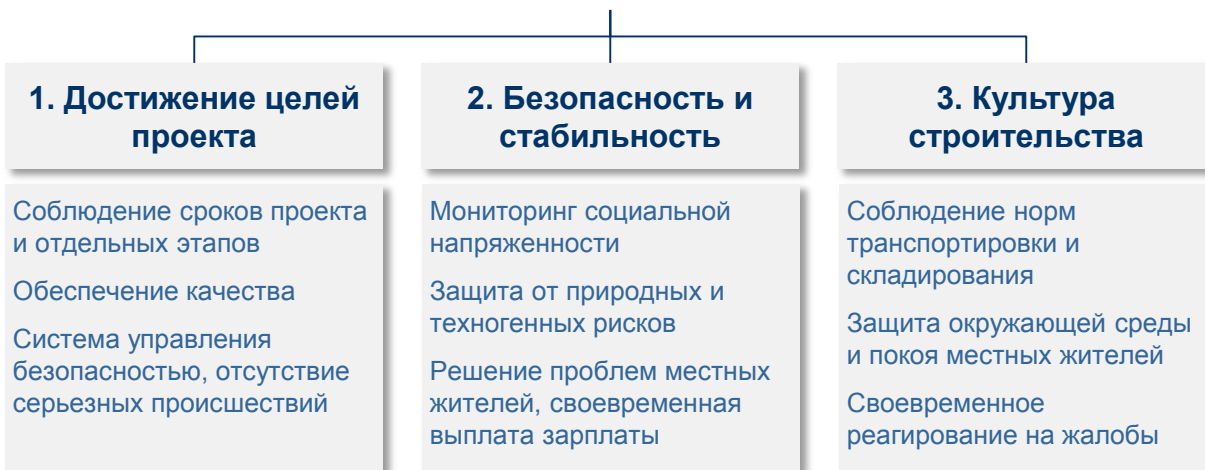 1. Достижение целей
проекта
Соблюдение сроков проекта
и отдельных этапов
Обеспечение качества
Система управления
безопасностью, отсутствие
серьезных происшествий
2. Безопасность и
стабильность
Мониторинг социальной
напряженности
Защита от природных и
техногенных рисков
Решение проблем местных
жителей, своевременная
выплата зарплаты
3. Культура
строительства
Соблюдение норм
транспортировки и
складирования
Защита окружающей среды
и покоя местных жителей
Своевременное
реагирование на жалобы